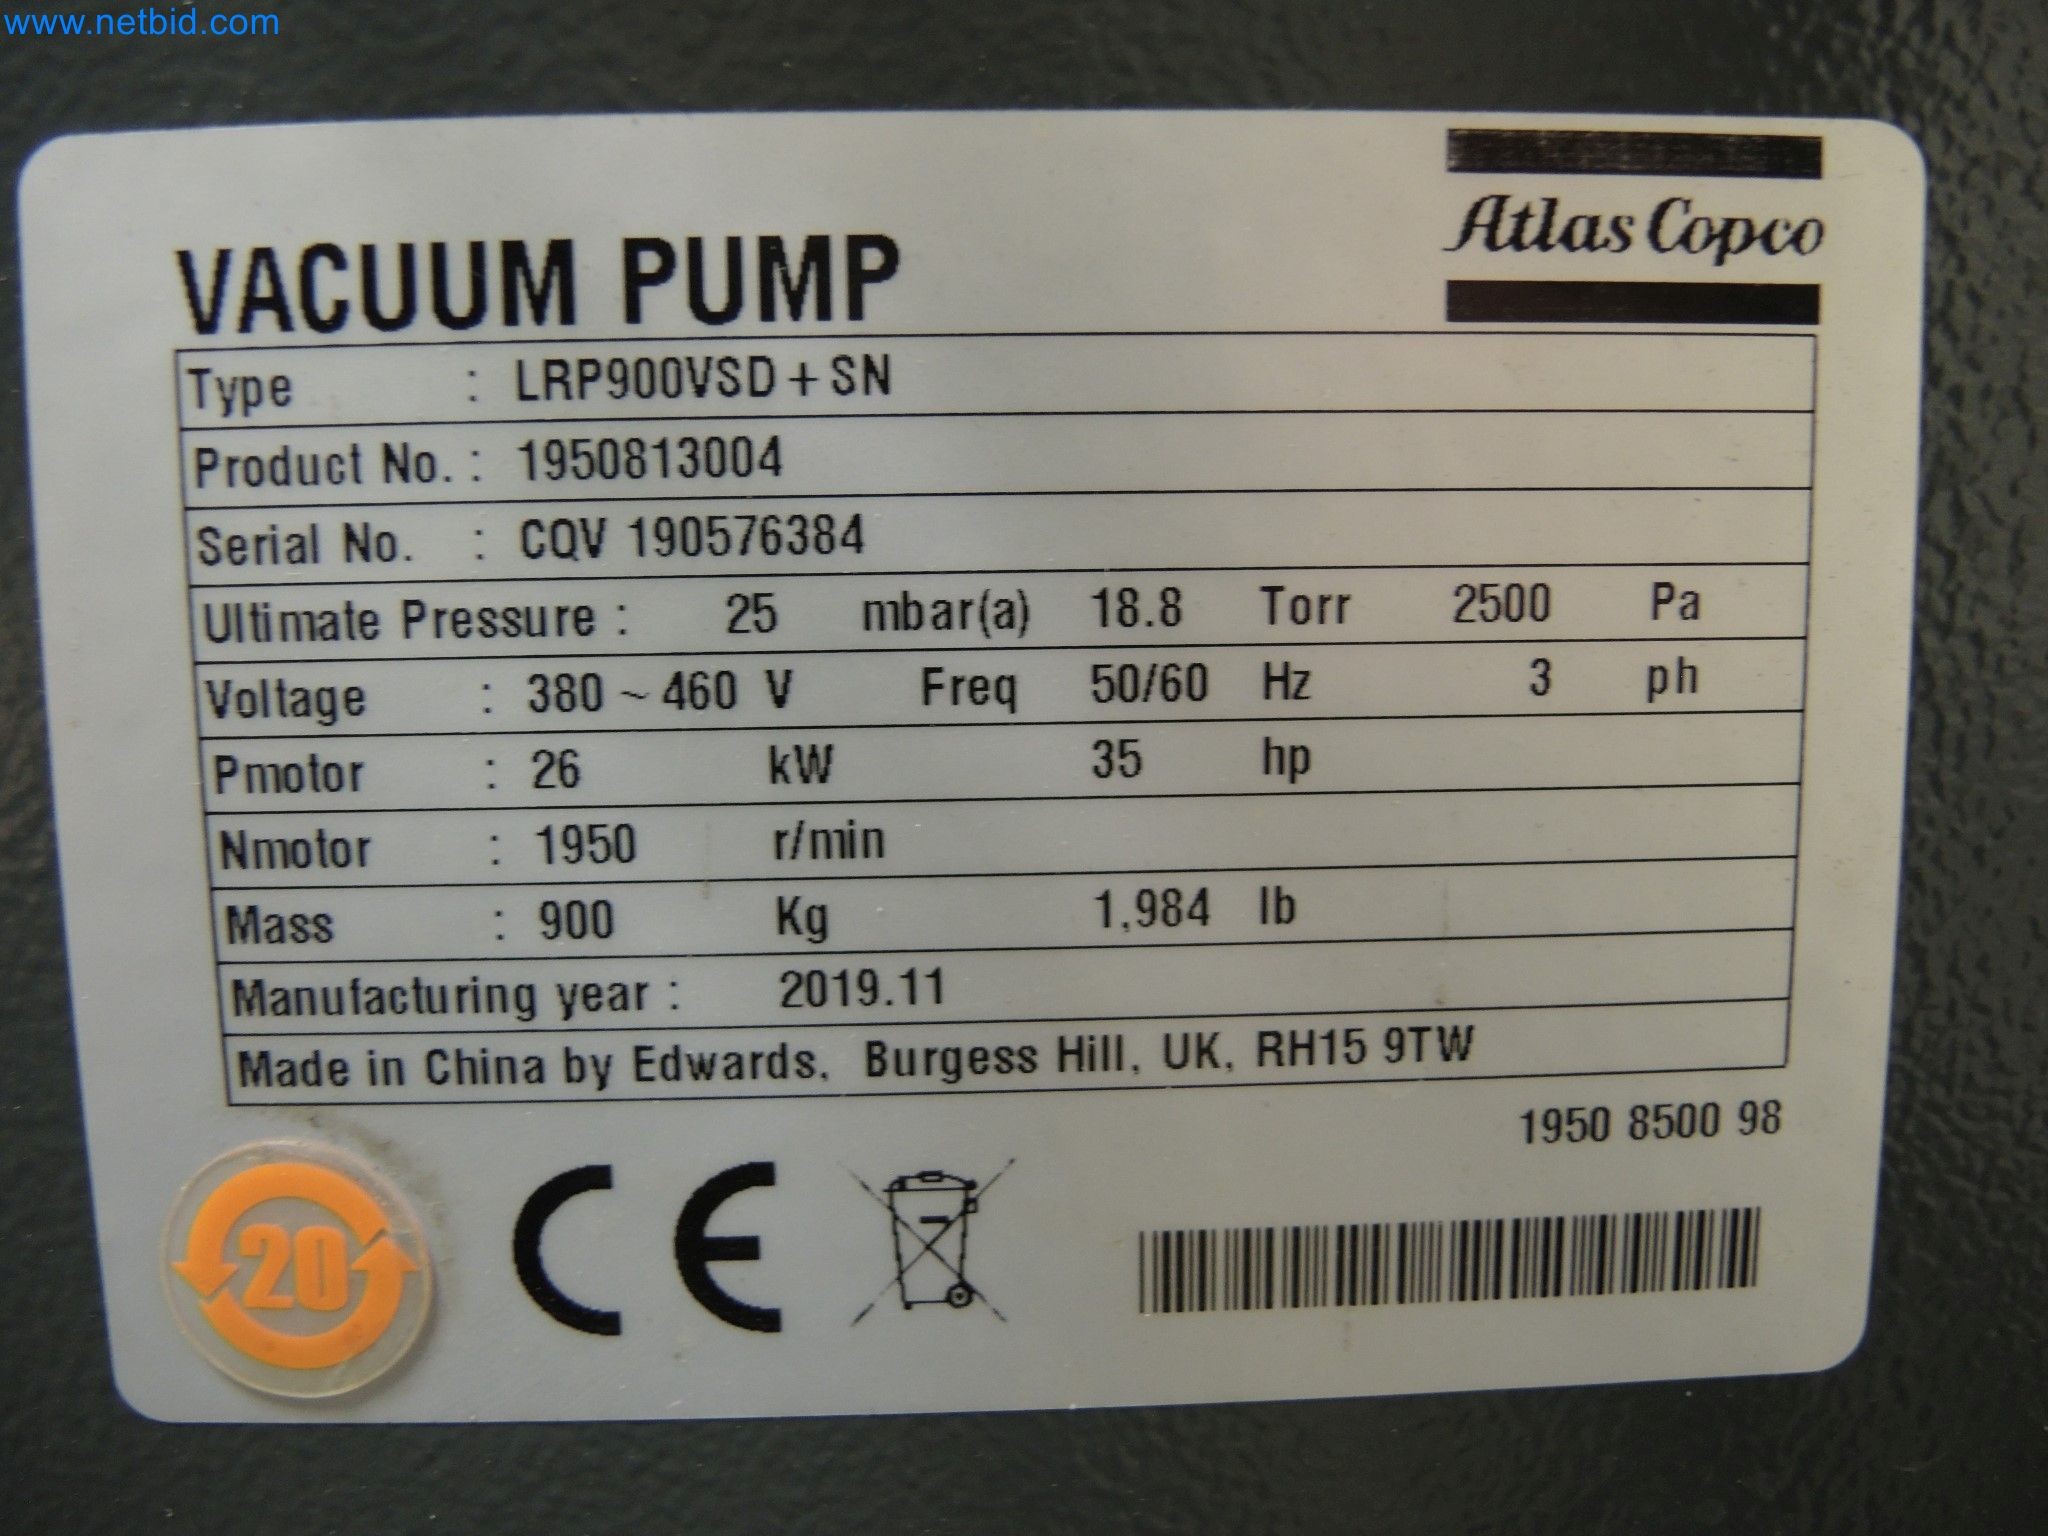 www.netbid.com
Atlas Copco
VACUUM PUMP
Type : LRP900VSD+SN
Product No. : 1950813004
Serial No. : CQV 190576384
Ultimate Pressure : 25 mbar(a) 18.8 Torr 2500 Pa
Voltage : 380 ~ 460 V Freq 50/60 Hz 3 ph
Pmotor : 26 kW 35 hp
Nmotor : 1950 r/min
Mass : 900 Kg 1,984 lb
Manufacturing year : 2019.11
Made in China by Edwards, Burgess Hill, UK, RH15 9TW
1950 8500 98
20
CE